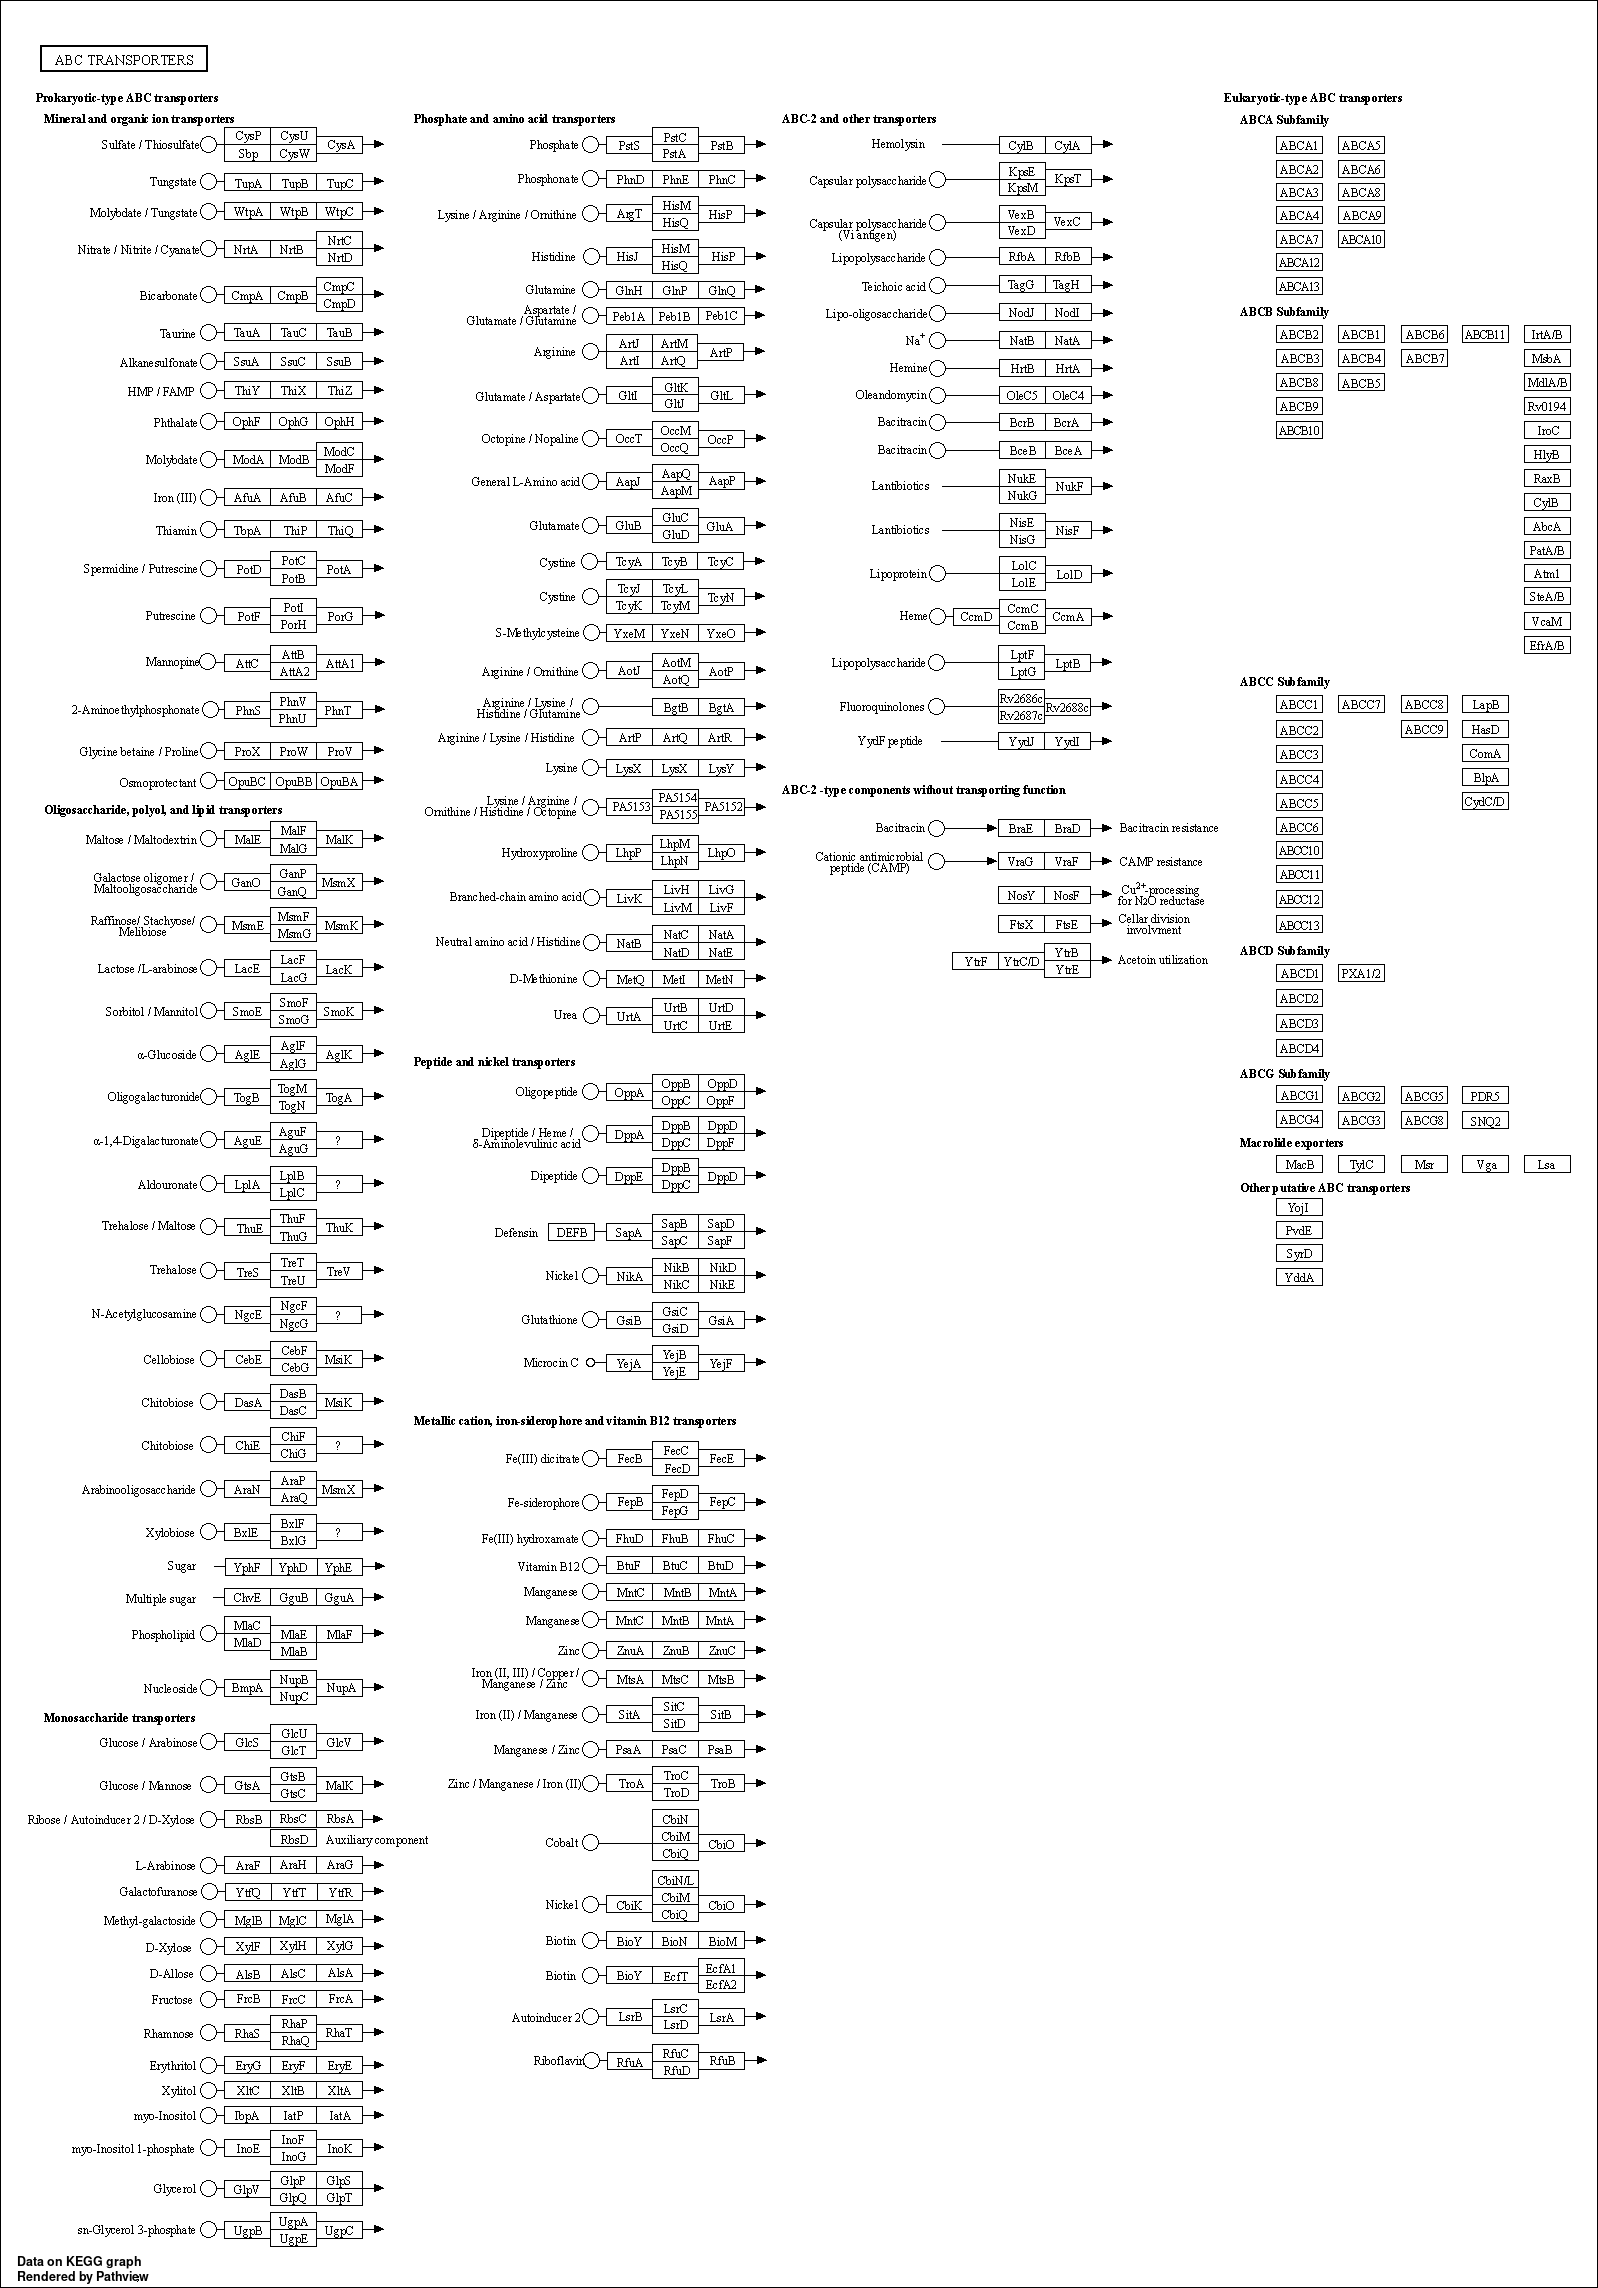 ABC TRANSPORTERS
Prokaryotic-type ABC transporters
Mineral and organic ion transporters
Sulfate / Thiosulfate CysP CysU CysA
Sbp CysW
Tungstate TupA TupB TupC
Molybdate / Tungstate WtpA WtpB WtpC
Nitrate / Nitrite / Cyanate NrtA NrtB NrtC
NrtD
Bicarbonate CmpA CmpB CmpC
CmpD
Taurine TauA TauC TauB
Alkanesulfonate SsuA SsuC SsuB
HMP / FAMP ThiY ThiX ThiZ
Phthalate OphF OphG OphH
Molybdate ModA ModB ModC
ModF
Iron (III) AfuA AfuB AfuC
Thiamin TbpA ThiP ThiQ
Spermidine / Putrescine PotD PotC PotA
PotB
Putrescine PotF PotI PorG
PorH
Mannopine AttC AttB AttA1
AttA2
2-Aminoethylphosphonate PhnS PhnV PhnT
PhnU
Glycine betaine / Proline ProX ProW ProV
Osmoprotectant OpuBC OpuBB OpuBA
Oligosaccharide, polyol, and lipid transporters
Maltose / Maltodextrin MalE MalF MalK
MalG
Galactose oligomer / Maltooligosaccharide GanO GanP MsmX
GanQ
Raffinose/ Stachyose/ Melibiose MsmE MsmF MsmK
MsmG
Lactose /L-arabinose LacE LacF LacK
LacG
Sorbitol / Mannitol SmoE SmoF SmoK
SmoG
α-Glucoside AglE AglF AglK
AglG
Oligogalacturonide TogB TogM TogA
TogN
α-1,4-Digalacturonate AguE AguF ?
AguG
Aldouronate LplA LplB ?
LplC
Trehalose / Maltose ThuE ThuF ThuK
ThuG
Trehalose TreS TreT TreV
TreU
N-Acetylglucosamine NgcE NgcF ?
NgcG
Cellobiose CebE CebF MsiK
CebG
Chitobiose DasA DasB MsiK
DasC
Chitobiose ChiE ChiF ?
ChiG
Arabinooligosaccharide AraN AraP MsmX
AraQ
Xylobiose BxlE BxlF ?
BxlG
Sugar YphF YphD YphE
Multiple sugar ChvE GguB GguA
Phospholipid MlaC MlaE MlaF
MlaD MlaB
Nucleoside BmpA NupB NupA
NupC
Monosaccharide transporters
Glucose / Arabinose GlcS GlcU GlcV
GlcT
Glucose / Mannose GtsA GtsB MalK
GtsC
Ribose / Autoinducer 2 / D-Xylose RbsB RbsC RbsA
RbsD Auxiliary component
L-Arabinose AraF AraH AraG
Galactofuranose YtfQ YtfT YtfR
Methyl-galactoside MglB MglC MglA
D-Xylose XylF XylH XylG
D-Allose AlsB AlsC AlsA
Fructose FrcB FrcC FrcA
Rhamnose RhaS RhaP RhaT
RhaQ
Erythritol EryG EryF EryE
Xylitol XltC XltB XltA
myo-Inositol IbpA IatP IatA
myo-Inositol 1-phosphate InoE InoF InoK
InoG
Glycerol GlpV GlpP GlpS
GlpQ GlpT
sn-Glycerol 3-phosphate UgpB UgpA UgpC
UgpE
Phosphate and amino acid transporters
Phosphate PstS PstC PstB
PstA
Phosphonate PhnD PhnE PhnC
Lysine / Arginine / Ornithine ArgT HisM HisP
HisQ
Histidine HisJ HisM HisP
HisQ
Glutamine GlnH GlnP GlnQ
Aspartate / Glutamate / Glutamine Peb1A Peb1B Peb1C
Arginine ArtJ ArtM ArtP
ArtI ArtQ
Glutamate / Aspartate GltI GltK GltL
GltJ
Octopine / Nopaline OccT OccM OccP
OccQ
General L-Amino acid AapJ AapQ AapP
AapM
Glutamate GluB GluC GluA
GluD
Cystine TcyA TcyB TcyC
Cystine TcyJ TcyL TcyN
TcyK TcyM
S-Methylcysteine YxeM YxeN YxeO
Arginine / Ornithine AotJ AotM AotP
AotQ
Arginine / Lysine / Histidine / Glutamine BgtB BgtA
Arginine / Lysine / Histidine ArtP ArtQ ArtR
Lysine LysX LysX LysY
Lysine / Arginine / Ornithine / Histidine / Octopine PA5153 PA5154 PA5152
PA5155
Hydroxyproline LhpP LhpM LhpO
LhpN
Branched-chain amino acid LivK LivH LivG
LivM LivF
Neutral amino acid / Histidine NatB NatC NatA
NatD NatE
D-Methionine MetQ MetI MetN
Urea UrtA UrtB UrtD
UrtC UrtE
Peptide and nickel transporters
Oligopeptide OppA OppB OppD
OppC OppF
Dipeptide / Heme / δ-Aminolevulinic acid DppA DppB DppD
DppC DppF
Dipeptide DppE DppB DppD
DppC
Defensin DEFB SapA SapB SapD
SapC SapF
Nickel NikA NikB NikD
NikC NikE
Glutathione GsiB GsiC GsiA
GsiD
Microcin C YejA YejB YejF
YejE
Metallic cation, iron-siderophore and vitamin B12 transporters
Fe(III) dicitrate FecB FecC FecE
FecD
Fe-siderophore FepB FepD FepC
FepG
Fe(III) hydroxamate FhuD FhuB FhuC
Vitamin B12 BtuF BtuC BtuD
Manganese MntC MntB MntA
Manganese MntC MntB MntA
Zinc ZnuA ZnuB ZnuC
Iron (II, III) / Copper / Manganese / Zinc MtsA MtsC MtsB
Iron (II) / Manganese SitA SitC SitB
SitD
Manganese / Zinc PsaA PsaC PsaB
Zinc / Manganese / Iron (II) TroA TroC TroB
TroD
Cobalt CbiN
CbiM CbiO
CbiQ
Nickel CbiN/L
CbiK CbiM CbiO
CbiQ
Biotin BioY BioN BioM
Biotin BioY EcfT EcfA1
EcfA2
Autoinducer 2 LsrB LsrC LsrA
LsrD
Riboflavin RfuA RfuC RfuB
RfuD
ABC-2 and other transporters
Hemolysin CylB CylA
Capsular polysaccharide KpsE KpsT
KpsM
Capsular polysaccharide (Vi antigen) VexB VexC
VexD
Lipopolysaccharide RfbA RfbB
Teichoic acid TagG TagH
Lipo-oligosaccharide NodJ NodI
Na+ NatB NatA
Hemine HrtB HrtA
Oleandomycin OleC5 OleC4
Bacitracin BcrB BcrA
Bacitracin BceB BceA
Lantibiotics NukE NukF
NukG
Lantibiotics NisE NisF
NisG
Lipoprotein LolC LolD
LolE
Heme CcmD CcmC CcmA
CcmB
Lipopolysaccharide LptF LptB
LptG
Fluoroquinolones Rv2686c Rv2688c
Rv2687c
YydF peptide YydJ YydI
ABC-2 -type components without transporting function
Bacitracin BraE BraD Bacitracin resistance
Cationic antimicrobial peptide (CAMP) VraG VraF CAMP resistance
NosY NosF Cu2+-processing for N2O reductase
FtsX FtsE Cellar division involvment
YtrF YtrC/D YtrB Acetoin utilization
YtrE
Eukaryotic-type ABC transporters
ABCA Subfamily
ABCA1 ABCA5
ABCA2 ABCA6
ABCA3 ABCA8
ABCA4 ABCA9
ABCA7 ABCA10
ABCA12
ABCA13
ABCB Subfamily
ABCB2 ABCB1 ABCB6 ABCB11 IrtA/B
ABCB3 ABCB4 ABCB7 MsbA
ABCB8 ABCB5 MdlA/B
ABCB9 Rv0194
ABCB10 IroC
HlyB
RaxB
CylB
AbcA
PatA/B
Atm1
SteA/B
VcaM
EfrA/B
ABCC Subfamily
ABCC1 ABCC7 ABCC8 LapB
ABCC2 ABCC9 HasD
ABCC3 ComA
ABCC4 BlpA
ABCC5 CydC/D
ABCC6
ABCC10
ABCC11
ABCC12
ABCC13
ABCD Subfamily
ABCD1 PXA1/2
ABCD2
ABCD3
ABCD4
ABCG Subfamily
ABCG1 ABCG2 ABCG5 PDR5
ABCG4 ABCG3 ABCG8 SNQ2
Macrolide exporters
MacB TylC Msr Vga Lsa
Other putative ABC transporters
YojI
PvdE
SyrD
YddA
Data on KEGG graph
Rendered by Pathview